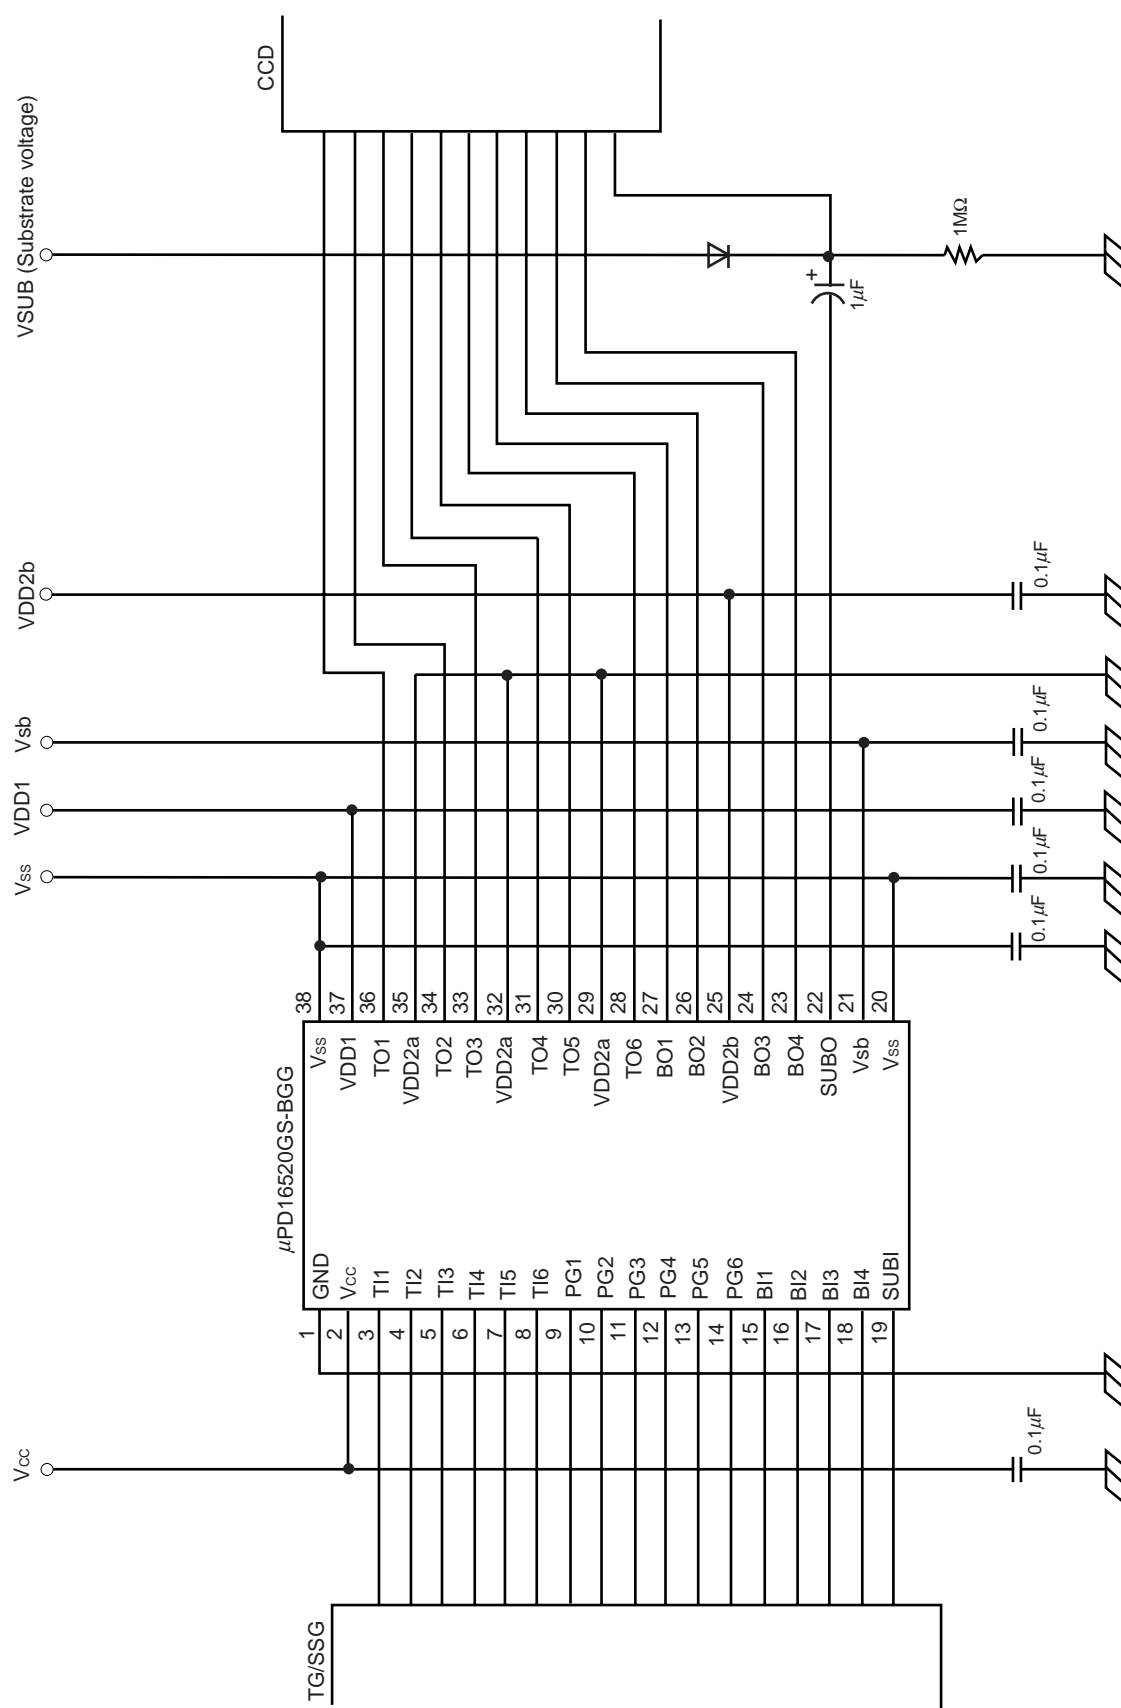 CCD
VSUB (Substrate voltage)
1MΩ
+
1μF
VDD2b
0.1μF
Vsb
0.1μF
VDD1
0.1μF
Vss
0.1μF
0.1μF
38
37
36
35
34
33
32
31
30
29
28
27
26
25
24
23
22
21
20
Vss
VDD1
TO1
VDD2a
TO2
TO3
VDD2a
TO4
TO5
VDD2a
TO6
BO1
BO2
VDD2b
BO3
BO4
SUBO
Vsb
Vss
μPD16520GS-BGG
GND
Vcc
TI1
TI2
TI3
TI4
TI5
TI6
PG1
PG2
PG3
PG4
PG5
PG6
BI1
BI2
BI3
BI4
SUBI
1
2
3
4
5
6
7
8
9
10
11
12
13
14
15
16
17
18
19
Vcc
0.1μF
TG/SSG